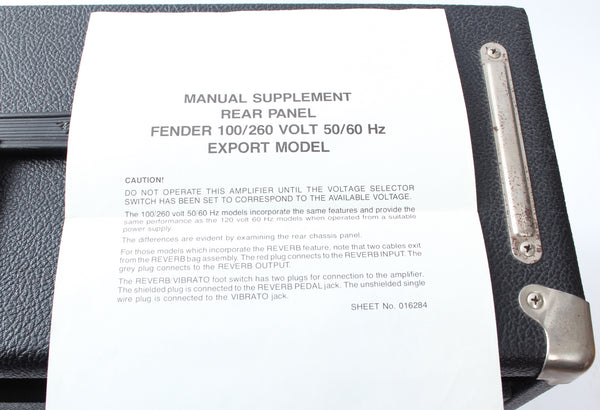 MANUAL SUPPLEMENT
REAR PANEL
FENDER 100/260 VOLT 50/60 Hz
EXPORT MODEL
CAUTION!
DO NOT OPERATE THIS AMPLIFIER UNTIL THE VOLTAGE SELECTOR
SWITCH HAS BEEN SET TO CORRESPOND TO THE AVAILABLE VOLTAGE.
The 100/260 volt 50/60 Hz models incorporate the same features and provide the
same performance as the 120 volt 60 Hz models when operated from a suitable
power supply.
The differences are evident by examining the rear chassis panel.
For those models which incorporate the REVERB feature, note that two cables exit
from the REVERB bag assembly. The red plug connects to the REVERB INPUT. The
grey plug connects to the REVERB OUTPUT.
The REVERB/VIBRATO foot switch has two plugs for connection to the amplifier.
The shielded plug is connected to the REVERB PEDAL jack. The unshielded single
wire plug is connected to the VIBRATO jack.
SHEET No. 016284